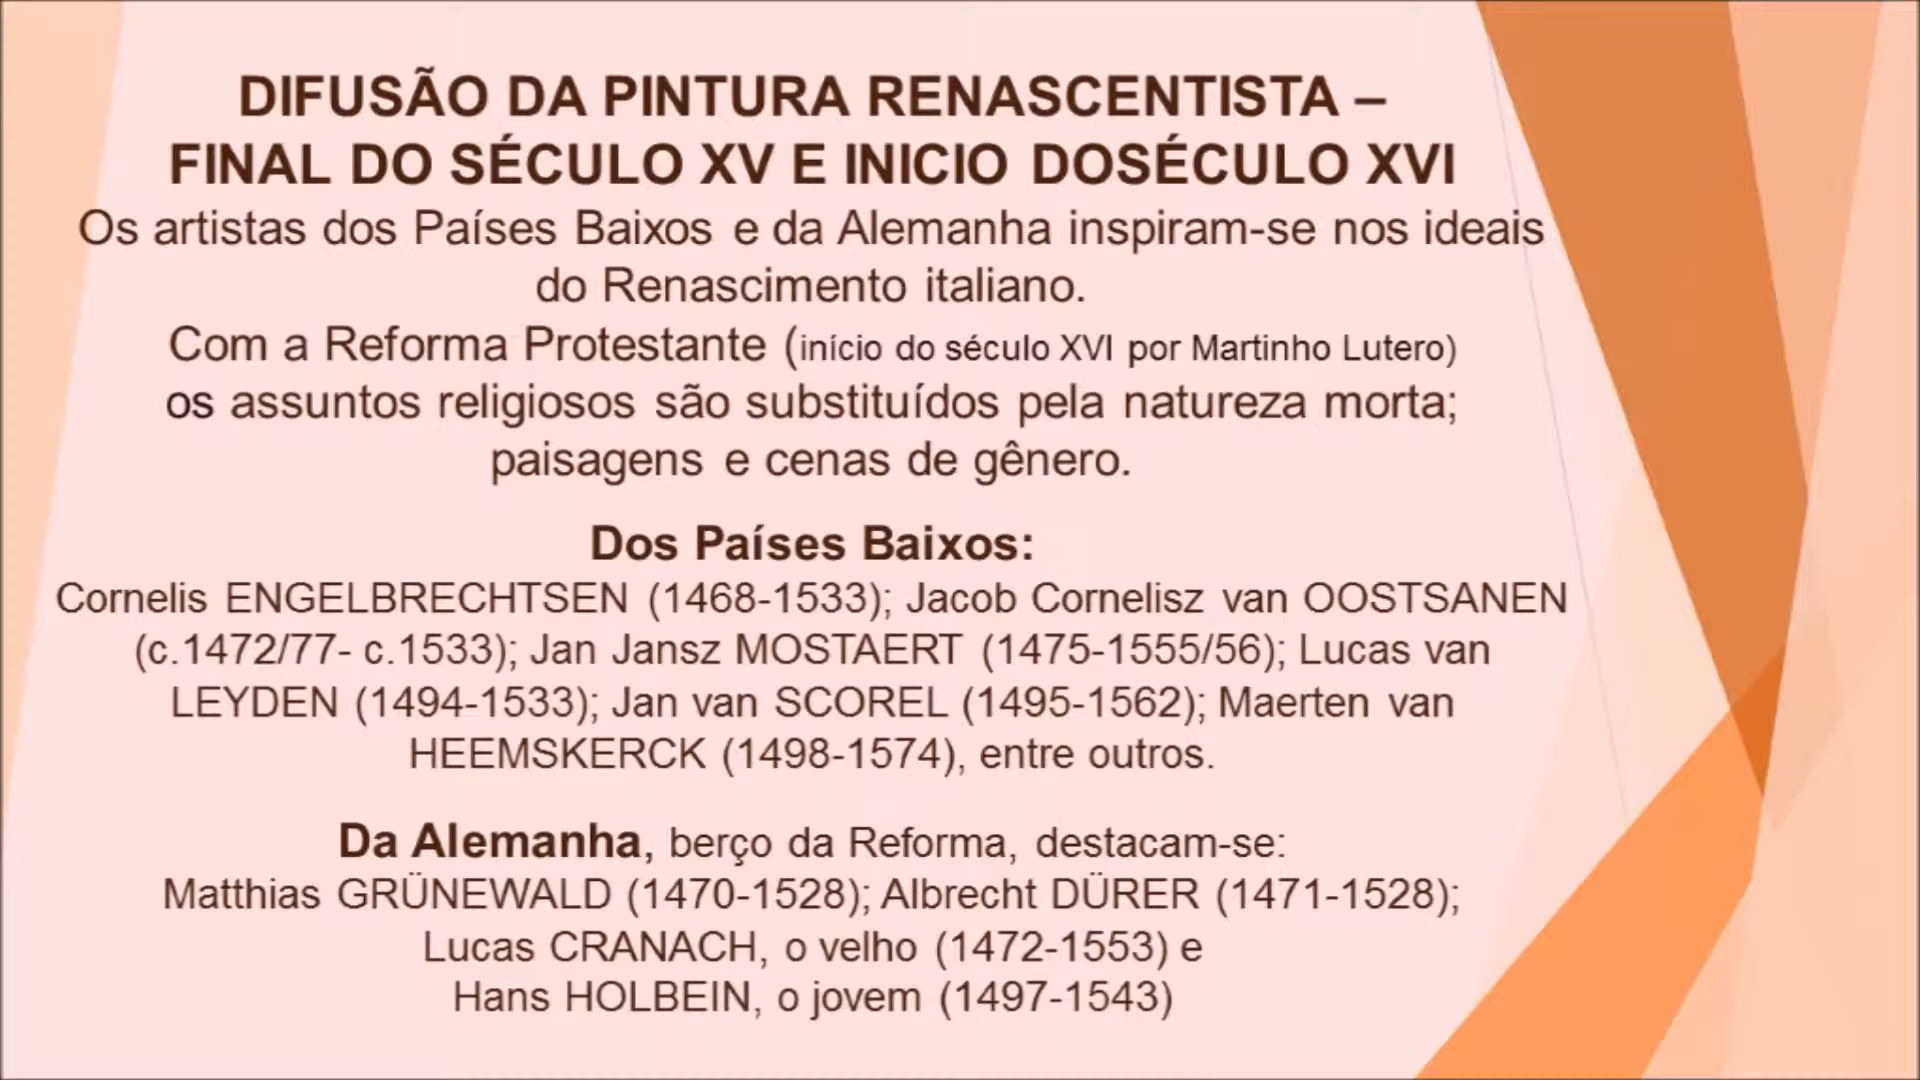 DIFUSÃO DA PINTURA RENASCENTISTA –
FINAL DO SÉCULO XV E INICIO DOSÉCULO XVI
Os artistas dos Países Baixos e da Alemanha inspiram-se nos ideais
do Renascimento italiano.
Com a Reforma Protestante (início do século XVI por Martinho Lutero)
os assuntos religiosos são substituídos pela natureza morta;
paisagens e cenas de gênero.
Dos Países Baixos:
Cornelis ENGELBRECHTSEN (1468-1533); Jacob Cornelisz van OOSTSANEN
(c.1472/77- c.1533); Jan Jansz MOSTAERT (1475-1555/56); Lucas van
LEYDEN (1494-1533); Jan van SCOREL (1495-1562); Maerten van
HEEMSKERCK (1498-1574), entre outros.
Da Alemanha, berço da Reforma, destacam-se:
Matthias GRÜNEWALD (1470-1528); Albrecht DÜRER (1471-1528);
Lucas CRANACH, o velho (1472-1553) e
Hans HOLBEIN, o jovem (1497-1543)